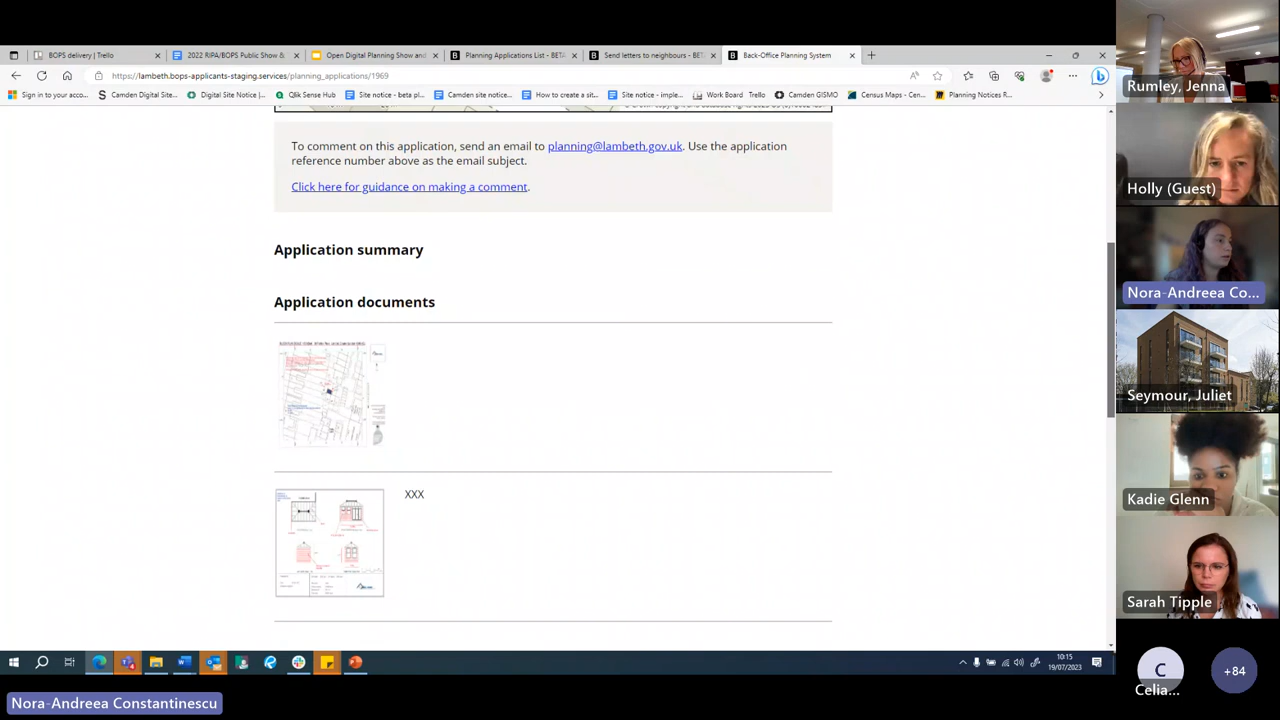 BOPS delivery | Trello
2022 RIPA/BOPS Public Show &
Open Digital Planning Show and
Planning Applications List - BETA
Send letters to neighbours - BETA
Back-Office Planning System
https://lambeth.bops-applicants-staging.services/planning_applications/1969
Sign in to your acco...
Camden Digital Site...
Digital Site Notice |
Qlik Sense Hub
Site notice - beta pl...
Camden site notice...
How to create a sit...
Site notice - imple...
Work Board
Trello
Camden GISMO
Census Maps - Cen...
Planning Notices R...
To comment on this application, send an email to planning@lambeth.gov.uk. Use the application
reference number above as the email subject.
Click here for guidance on making a comment.
Application summary
Application documents
XXX
10:15
19/07/2023
Nora-Andreea Constantinescu
Rumley, Jenna
Holly (Guest)
Nora-Andreea Co...
Seymour, Juliet
Kadie Glenn
Sarah Tipple
C
Celia...
+84